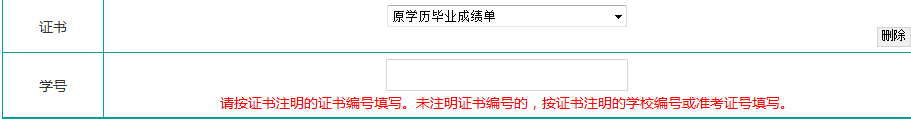 证书
原学历毕业成绩单
删除
学号
请按证书注明的证书编号填写。未注明证书编号的，按证书注明的学校编号或准考证号填写。